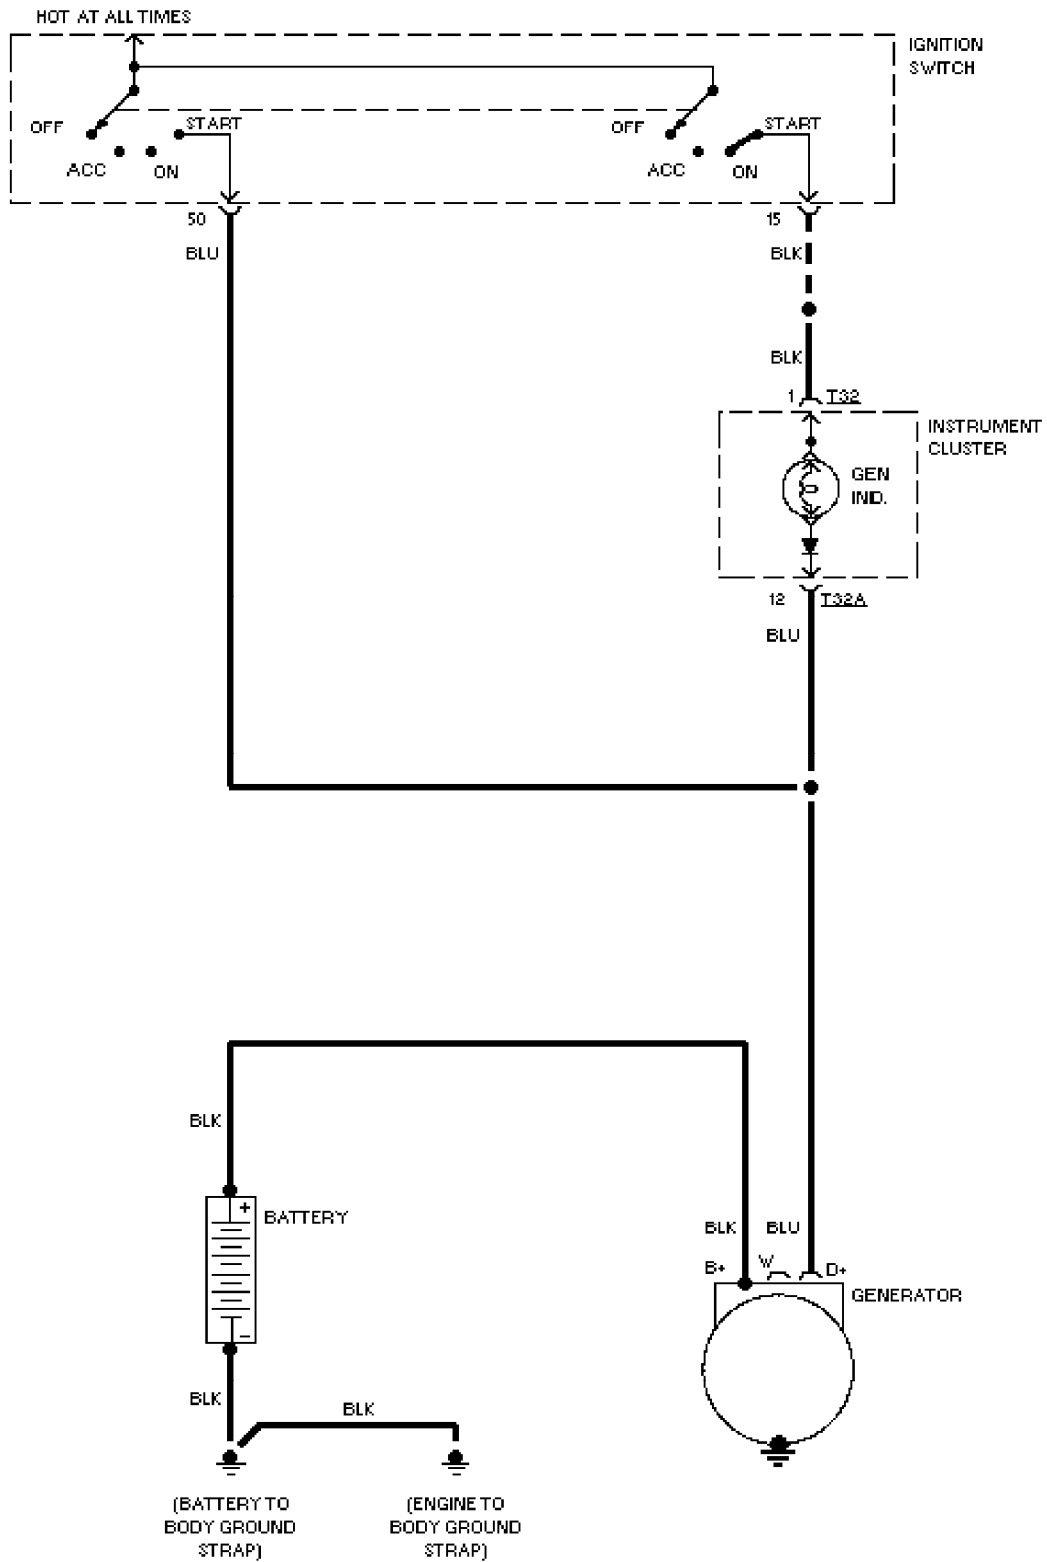 HOT AT ALL TIMES
IGNITION
SWITCH
OFF
START
ACC
ON
OFF
START
ACC
ON
50
15
BLU
BLK
BLK
1
T32
INSTRUMENT
CLUSTER
GEN
IND.
12
T32A
BLU
BLK
+
BATTERY
BLK
BLU
B+
W
D+
GENERATOR
-
BLK
BLK
(BATTERY TO
BODY GROUND
STRAP)
(ENGINE TO
BODY GROUND
STRAP)